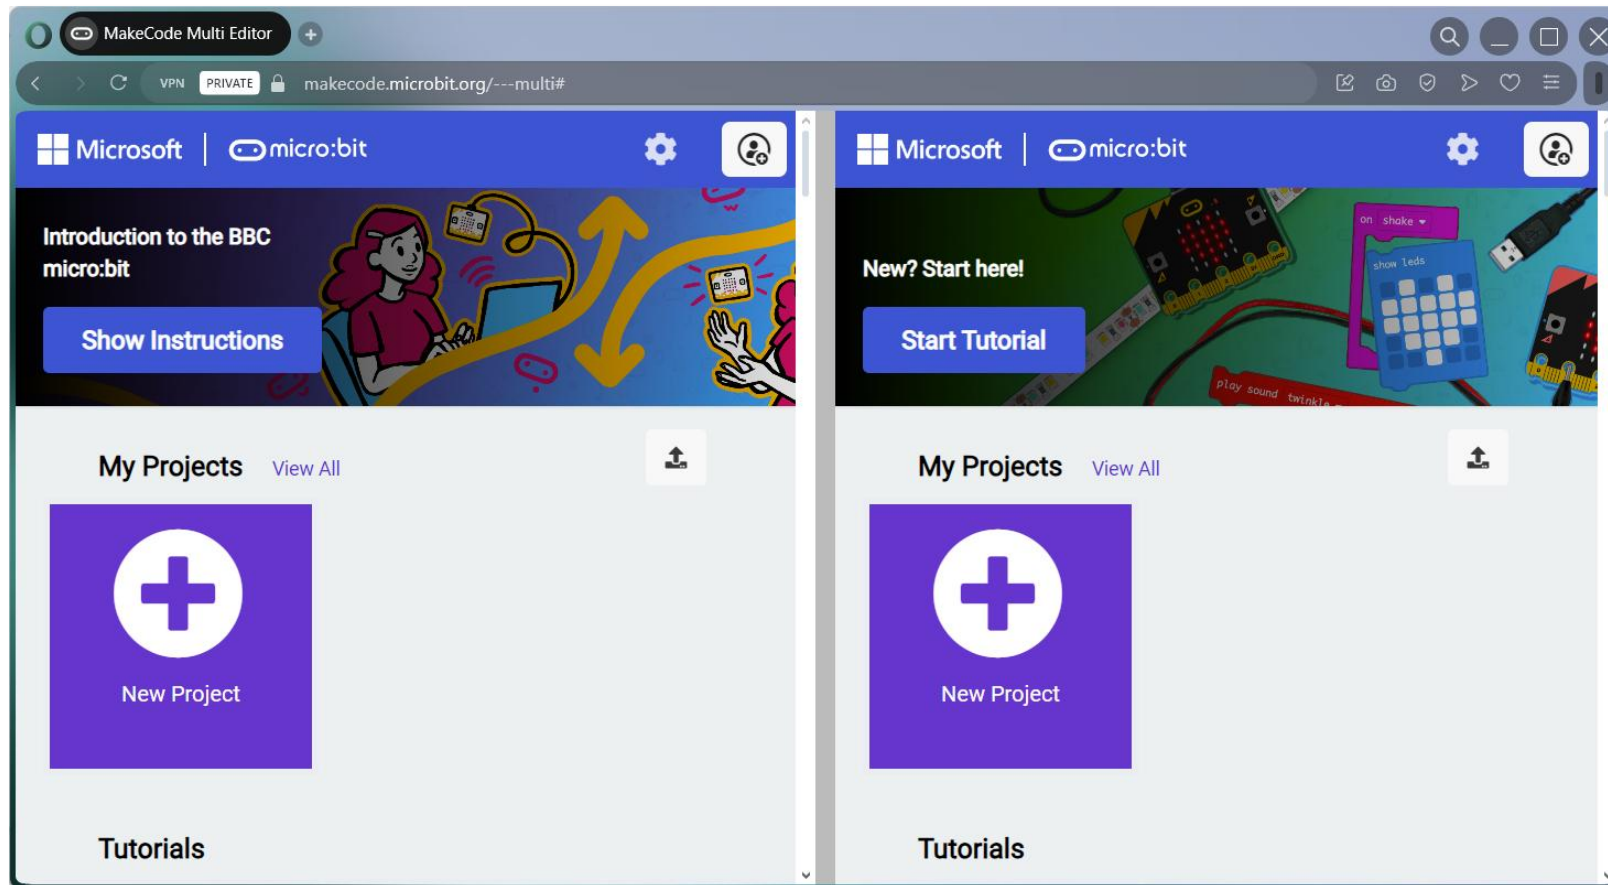 MakeCode Multi Editor
VPN PRIVATE makecode.microbit.org/---multi#
Microsoft micro:bit
Introduction to the BBC
micro:bit
Show Instructions
My Projects View All
New Project
Tutorials
Microsoft micro:bit
New? Start here!
Start Tutorial
on shake
show leds
play sound twinkle
My Projects View All
New Project
Tutorials